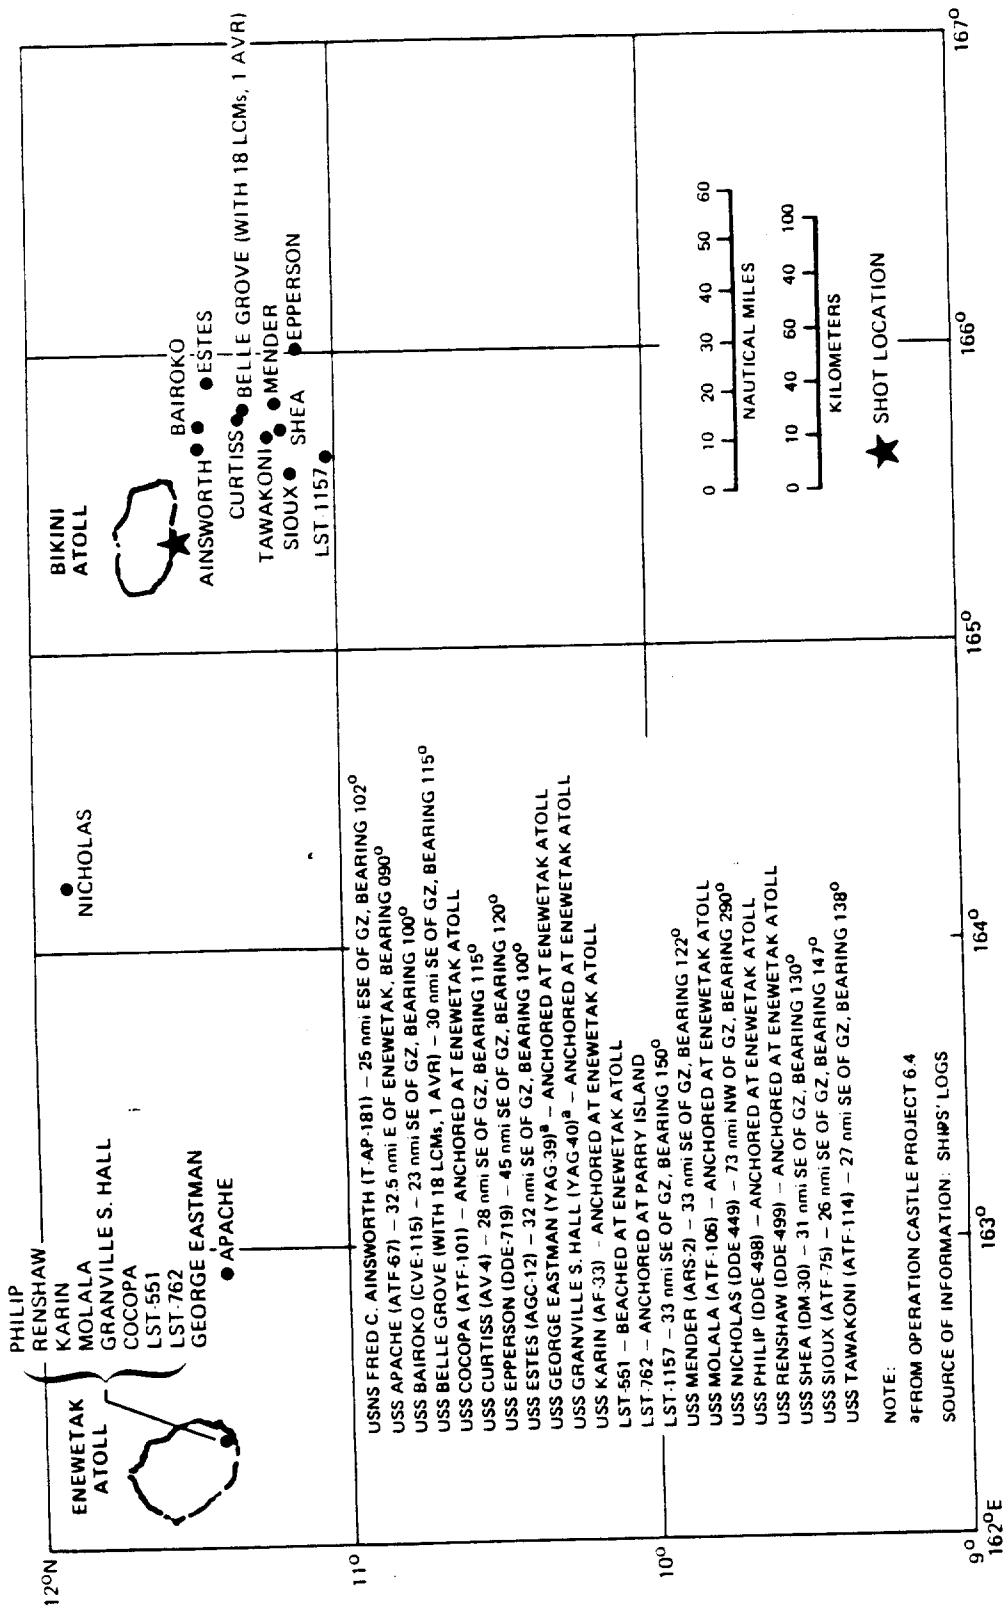 PHILIP
RENSHAW
KARIN
MOLALA
GRANVILLE S. HALL
COCOPA
LST-551
LST-762
GEORGE EASTMAN
ENEWETAK
ATOLL
APACHE
NICHOLAS
BIKINI
ATOLL
BAIROKO
ESTES
AINSWORTH
CURTISS
BELLE GROVE (WITH 18 LCMs, 1 AVR)
TAWAKONI
MENDER
SIOUX
SHEA
EPPERSON
LST-1157
12°N
11°
10°
9°
162°E
163°
164°
165°
166°
167°
USNS FRED C. AINSWORTH (T-AP-181) – 25 nmi ESE OF GZ, BEARING 102°
USS APACHE (ATF-67) – 32.5 nmi E OF ENEWETAK, BEARING 090°
USS BAIROKO (CVE-115) – 23 nmi SE OF GZ, BEARING 100°
USS BELLE GROVE (WITH 18 LCMs, 1 AVR) – 30 nmi SE OF GZ, BEARING 115°
USS COCOPA (ATF-101) – ANCHORED AT ENEWETAK ATOLL
USS CURTISS (AV-4) – 28 nmi SE OF GZ, BEARING 115°
USS EPPERSON (DDE-719) – 45 nmi SE OF GZ, BEARING 120°
USS ESTES (AGC-12) – 32 nmi SE OF GZ, BEARING 100°
USS GEORGE EASTMAN (YAG-39)ᵃ – ANCHORED AT ENEWETAK ATOLL
USS GRANVILLE S. HALL (YAG-40)ᵃ – ANCHORED AT ENEWETAK ATOLL
USS KARIN (AF-33) – ANCHORED AT ENEWETAK ATOLL
LST-551 – BEACHED AT ENEWETAK ATOLL
LST-762 – ANCHORED AT PARRY ISLAND
LST-1157 – 33 nmi SE OF GZ, BEARING 150°
USS MENDER (ARS-2) – 33 nmi SE OF GZ, BEARING 122°
USS MOLALA (ATF-106) – ANCHORED AT ENEWETAK ATOLL
USS NICHOLAS (DDE-449) – 73 nmi NW OF GZ, BEARING 290°
USS PHILIP (DDE-498) – ANCHORED AT ENEWETAK ATOLL
USS RENSHAW (DDE-499) – ANCHORED AT ENEWETAK ATOLL
USS SHEA (DM-30) – 31 nmi SE OF GZ, BEARING 130°
USS SIOUX (ATF-75) – 26 nmi SE OF GZ, BEARING 147°
USS TAWAKONI (ATF-114) – 27 nmi SE OF GZ, BEARING 138°
NOTE:
ᵃFROM OPERATION CASTLE PROJECT 6.4
SOURCE OF INFORMATION: SHIPS' LOGS
0 10 20 30 40 50 60
NAUTICAL MILES
0 10 40 60 40 100
KILOMETERS
SHOT LOCATION